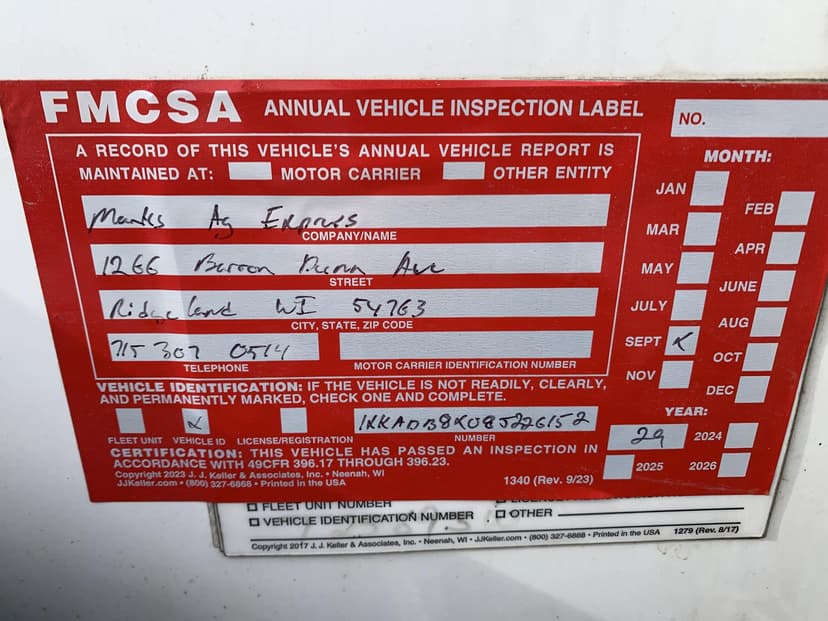 FMCSA ANNUAL VEHICLE INSPECTION LABEL
NO.
A RECORD OF THIS VEHICLE'S ANNUAL VEHICLE REPORT IS
MAINTAINED AT: MOTOR CARRIER OTHER ENTITY
Ag Express
COMPANY/NAME
1266 Barron Dunn Ave
STREET
Ridgeland WI 54763
CITY, STATE, ZIP CODE
715 307 0514
TELEPHONE
MOTOR CARRIER IDENTIFICATION NUMBER
VEHICLE IDENTIFICATION: IF THE VEHICLE IS NOT READILY, CLEARLY,
AND PERMANENTLY MARKED, CHECK ONE AND COMPLETE.
FLEET UNIT VEHICLE ID LICENSE/REGISTRATION NUMBER
CERTIFICATION: THIS VEHICLE HAS PASSED AN INSPECTION IN
ACCORDANCE WITH 49CFR 396.17 THROUGH 396.23.
Copyright 2023 J. J. Keller & Associates, Inc. • Neenah, WI
JJKeller.com • (800) 327-6868 • Printed in the USA
1340 (Rev. 9/23)
MONTH:
JAN
FEB
MAR
APR
MAY
JUNE
JULY
AUG
SEPT
OCT
NOV
DEC
YEAR:
2024
2025 2026
FLEET UNIT NUMBER
VEHICLE IDENTIFICATION NUMBER
OTHER
Copyright 2017 J. J. Keller & Associates, Inc. • Neenah, WI • JJKeller.com • (800) 327-6868 • Printed in the USA
1279 (Rev. 8/17)